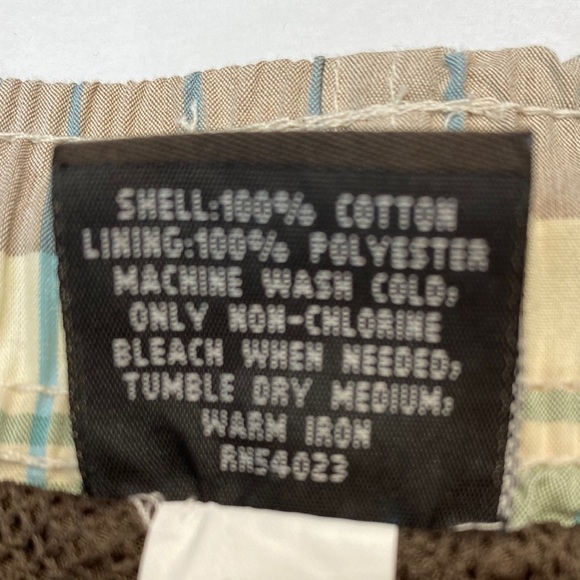 SHELL:100% COTTON
LINING:100% POLYESTER
MACHINE WASH COLD;
ONLY NON-CHLORINE
BLEACH WHEN NEEDED,
TUMBLE DRY MEDIUM;
WARM IRON
RN54023